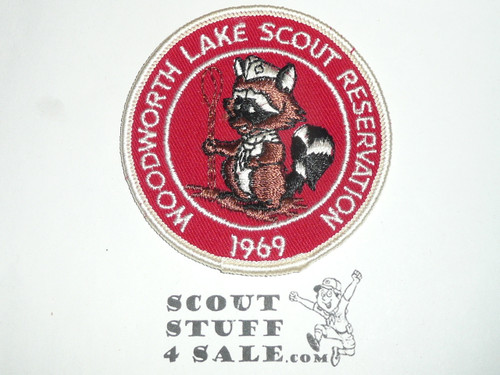 WOODWORTH LAKE SCOUT RESERVATION
1969
SCOUT
STUFF
4 SALE.COM